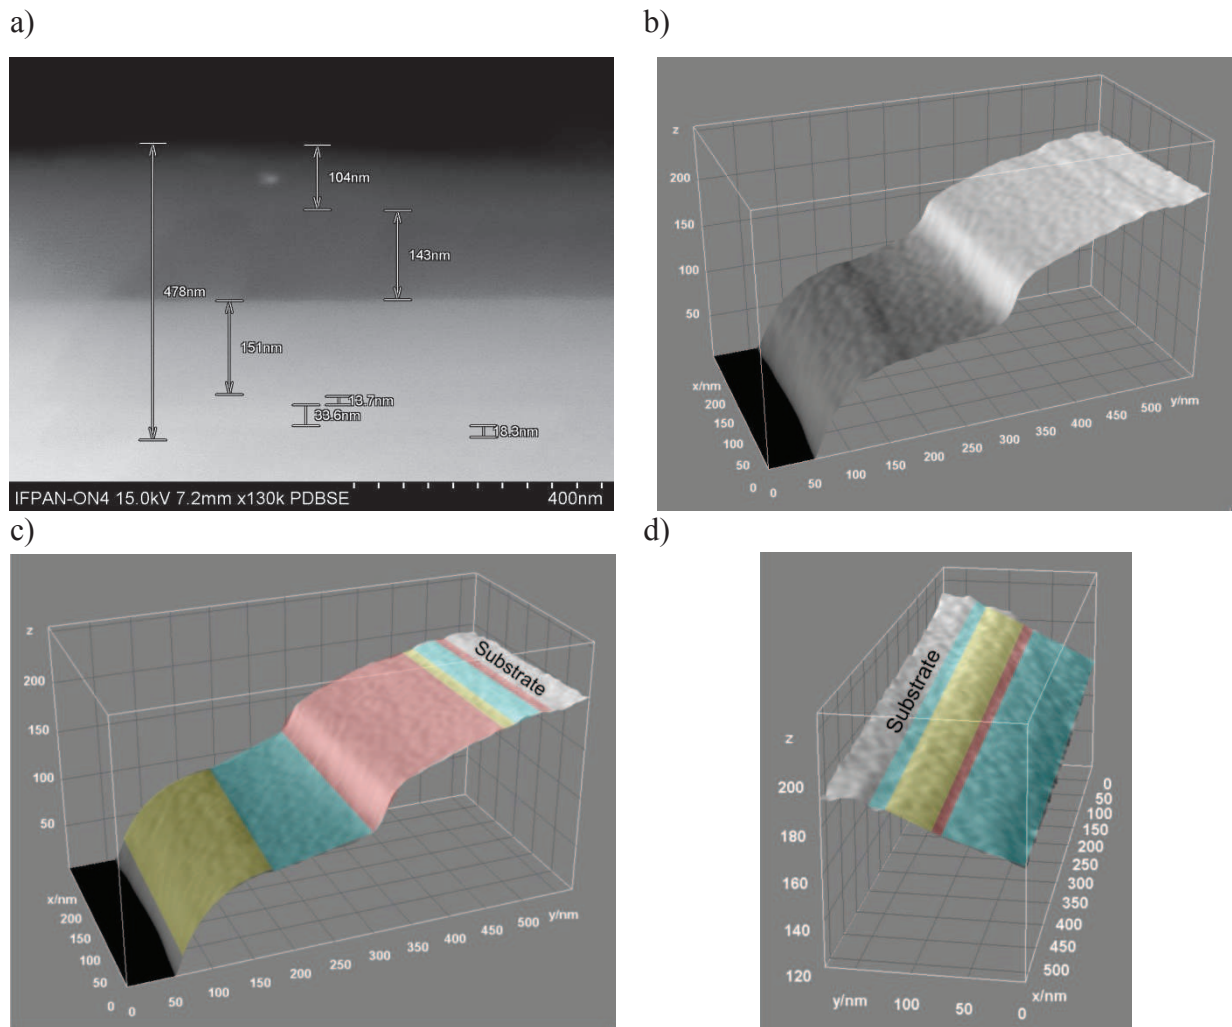 a)
b)
104nm
143nm
478nm
151nm
13.7nm
33.6nm
18.3nm
IFPAN-ON4 15.0kV 7.2mm x130k PDBSE 400nm
z
200
150
100
50
x/nm
200
150
100
50
0
0 50 100 150 200 250 300 350 400 450 500 y/nm
c)
d)
z
200
150
100
50
x/nm
200
150
100
50
0
0 50 100 150 200 250 300 350 400 450 500 y/nm
Substrate
Substrate
z
200
180
160
140
120
y/nm 100 50 0
0
50
100
150
200
250
300
350
400
450
500
x/nm